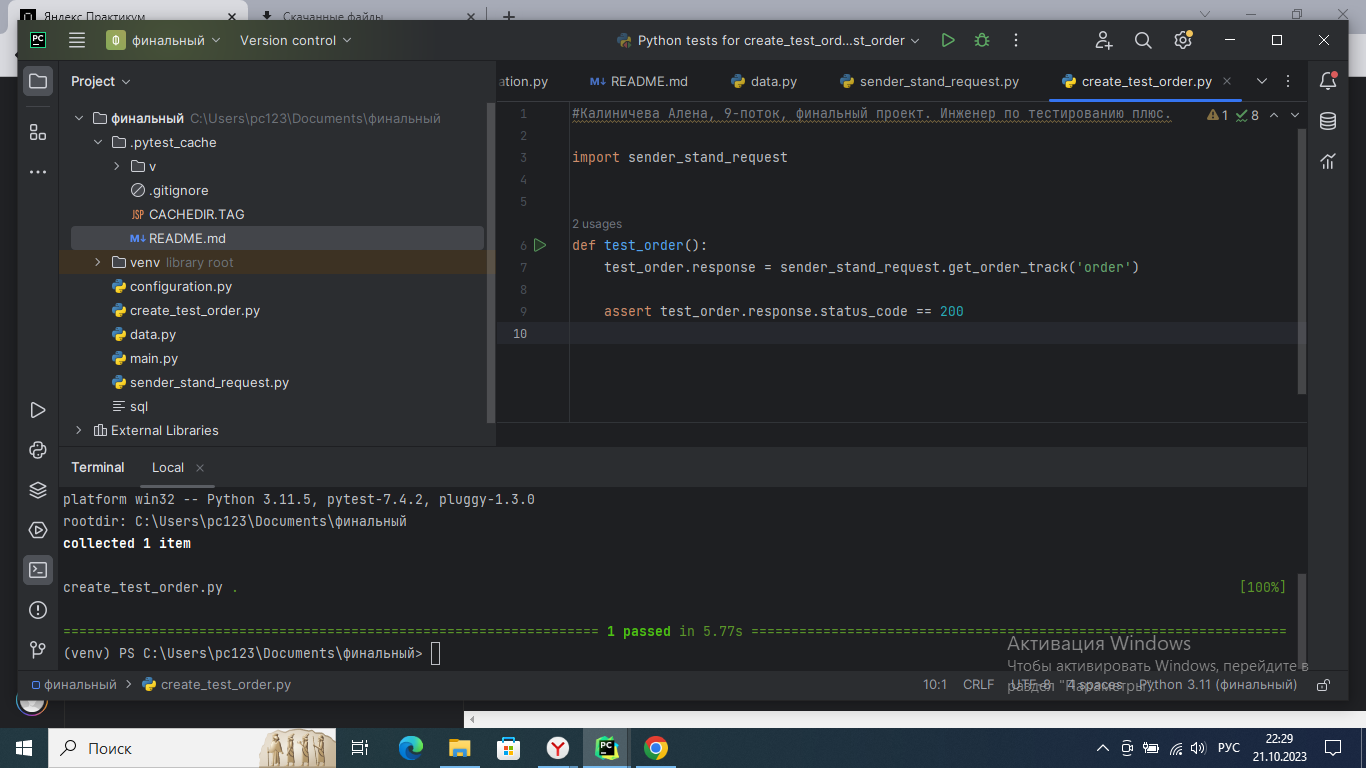 Яндекс Практикум
Скачанные файлы
PC
финальный
Version control
Python tests for create_test_ord...st_order
Project
ation.py
README.md
data.py
sender_stand_request.py
create_test_order.py
финальный C:\Users\pc123\Documents\финальный
.pytest_cache
v
.gitignore
JSP CACHEDIR.TAG
M↓ README.md
venv library root
configuration.py
create_test_order.py
data.py
main.py
sender_stand_request.py
sql
External Libraries
1 #Калиничева Алена, 9-поток, финальный проект. Инженер по тестированию плюс.
1 8
2
3 import sender_stand_request
4
5
2 usages
6 def test_order():
7 test_order.response = sender_stand_request.get_order_track('order')
8
9 assert test_order.response.status_code == 200
10
Terminal Local
platform win32 -- Python 3.11.5, pytest-7.4.2, pluggy-1.3.0
rootdir: C:\Users\pc123\Documents\финальный
collected 1 item
create_test_order.py . [100%]
=================================================================== 1 passed in 5.77s ===================================================================
(venv) PS C:\Users\pc123\Documents\финальный>
Активация Windows
Чтобы активировать Windows, перейдите в
раздел "Параметры".
финальный > create_test_order.py
10:1 CRLF UTF-8 4 spaces Python 3.11 (финальный)
Поиск
РУС
22:29
21.10.2023